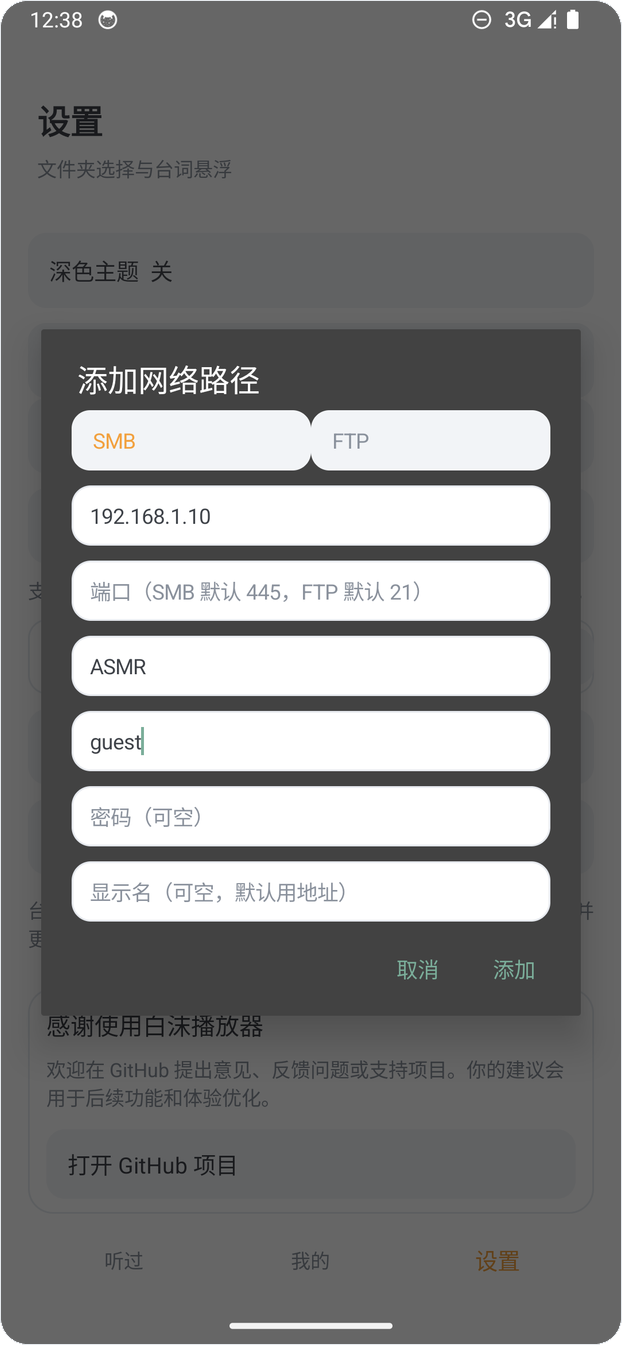 12:38
3G
设置
文件夹选择与台词悬浮
深色主题 关
添加网络路径
SMB
FTP
192.168.1.10
端口（SMB 默认 445，FTP 默认 21）
支
ASMR
guest
密码（可空）
显示名（可空，默认用地址）
台
并
更
取消
添加
感谢使用白沫播放器
欢迎在 GitHub 提出意见、反馈问题或支持项目。你的建议会
用于后续功能和体验优化。
打开 GitHub 项目
听过
我的
设置